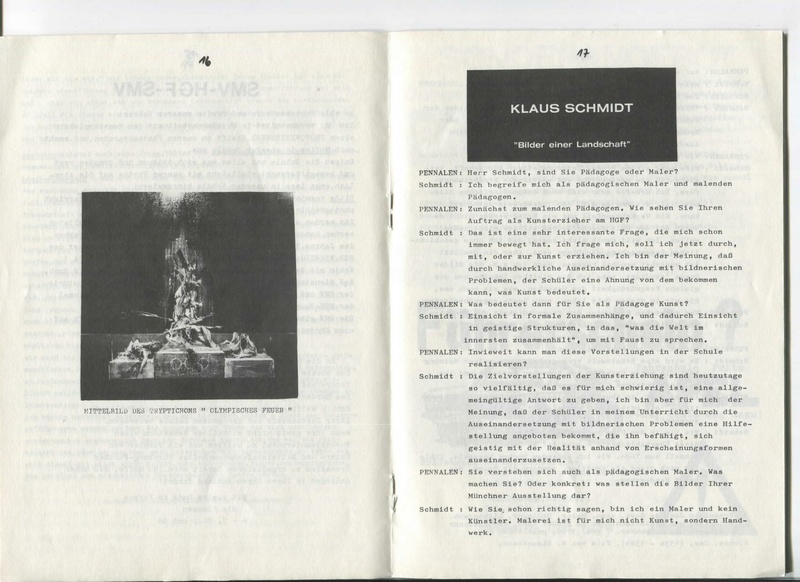 16
MITTELBILD DES TRYPTICHONS " OLYMPISCHES FEUER "
17
KLAUS SCHMIDT
"Bilder einer Landschaft"
PENNALEN: Herr Schmidt, sind Sie Pädagoge oder Maler?
Schmidt : Ich begreife mich als pädagogischen Maler und malenden
Pädagogen.
PENNALEN: Zunächst zum malenden Pädagogen. Wie sehen Sie Ihren
Auftrag als Kunsterzieher am HGF?
Schmidt : Das ist eine sehr interessante Frage, die mich schon
immer bewegt hat. Ich frage mich, soll ich jetzt durch,
mit, oder zur Kunst erziehen. Ich bin der Meinung, daß
durch handwerkliche Auseinandersetzung mit bildnerischen
Problemen, der Schüler eine Ahnung von dem bekommen
kann, was Kunst bedeutet.
PENNALEN: Was bedeutet dann für Sie als Pädagoge Kunst?
Schmidt : Einsicht in formale Zusammenhänge, und dadurch Einsicht
in geistige Strukturen, in das, "was die Welt im
innersten zusammenhält", um mit Faust zu sprechen.
PENNALEN: Inwieweit kann man diese Vorstellungen in der Schule
realisieren?
Schmidt : Die Zielvorstellungen der Kunsterziehung sind heutzutage
so vielfältig, daß es für mich schwierig ist, eine allge-
meingültige Antwort zu geben, ich bin aber für mich der
Meinung, daß der Schüler in meinem Unterricht durch die
Auseinandersetzung mit bildnerischen Problemen eine Hilfe-
stellung angeboten bekommt, die ihn befähigt, sich
geistig mit der Realität anhand von Erscheinungsformen
auseinanderzusetzen.
PENNALEN: Sie verstehen sich auch als pädagogischen Maler. Was
machen Sie? Oder konkret: was stellen die Bilder Ihrer
Münchner Ausstellung dar?
Schmidt : Wie Sie schon richtig sagen, bin ich ein Maler und kein
Künstler. Malerei ist für mich nicht Kunst, sondern Hand-
werk.